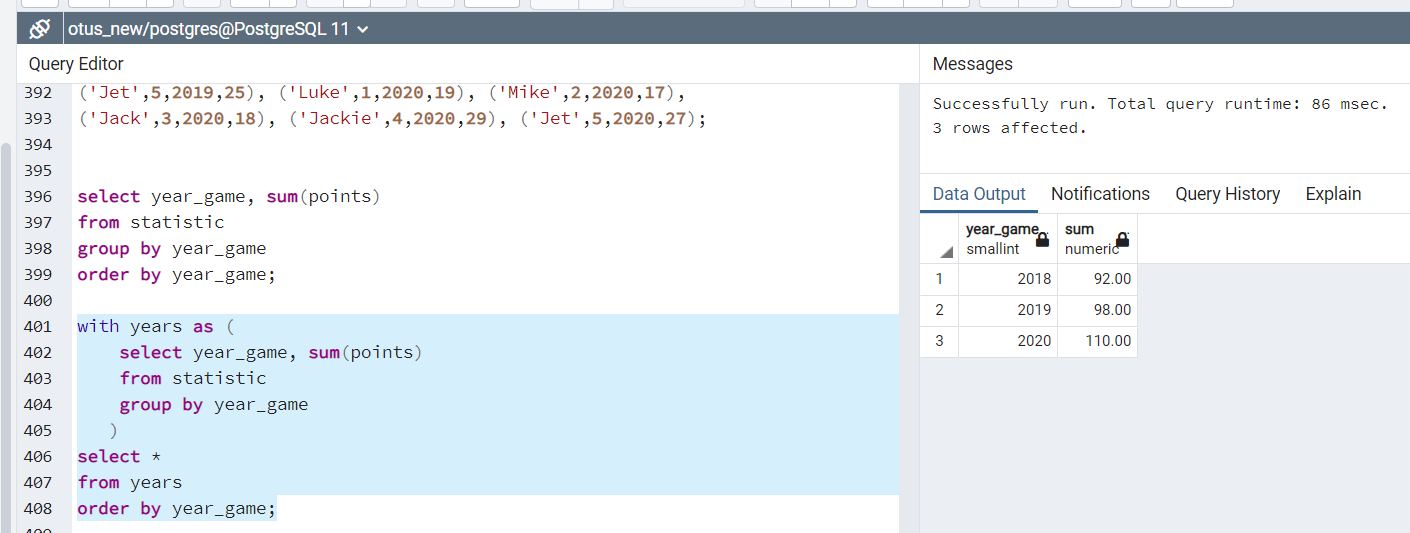 otus_new/postgres@PostgreSQL 11
Query Editor
392 ('Jet',5,2019,25), ('Luke',1,2020,19), ('Mike',2,2020,17),
393 ('Jack',3,2020,18), ('Jackie',4,2020,29), ('Jet',5,2020,27);
394
395
396 select year_game, sum(points)
397 from statistic
398 group by year_game
399 order by year_game;
400
401 with years as (
402 select year_game, sum(points)
403 from statistic
404 group by year_game
405 )
406 select *
407 from years
408 order by year_game;
Messages
Successfully run. Total query runtime: 86 msec.
3 rows affected.
Data Output Notifications Query History Explain
year_game sum
smallint numeric
1 2018 92.00
2 2019 98.00
3 2020 110.00